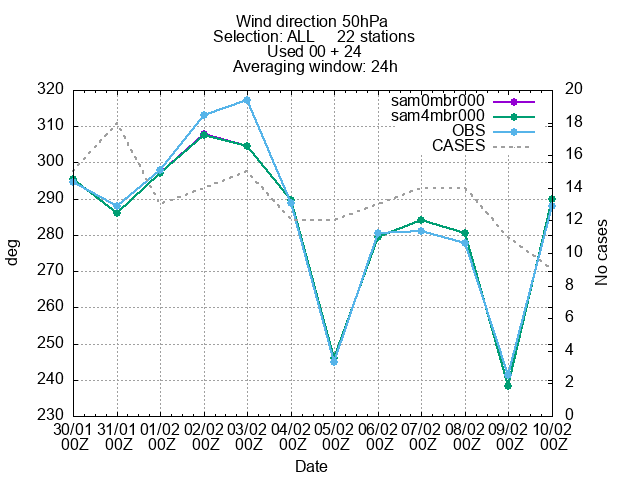 Wind direction 50hPa
Selection: ALL 22 stations
Used 00 + 24
Averaging window: 24h
sam0mbr000
sam4mbr000
OBS
CASES
320
310
300
290
280
270
260
250
240
230
deg
20
18
16
14
12
10
8
6
4
2
0
No cases
30/01 31/01 01/02 02/02 03/02 04/02 05/02 06/02 07/02 08/02 09/02 10/02
00Z 00Z 00Z 00Z 00Z 00Z 00Z 00Z 00Z 00Z 00Z 00Z
Date